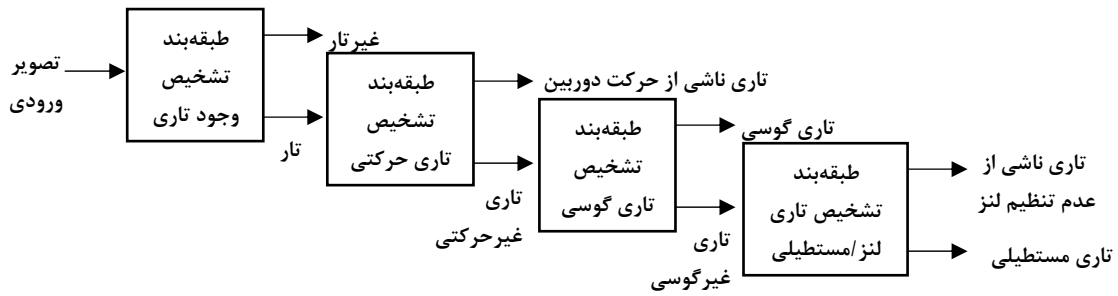 تصویر
ورودی
طبقه‌بند
تشخیص
وجود تاری
غیرتار
تار
طبقه‌بند
تشخیص
تاری حرکتی
تاری ناشی از حرکت دوربین
تاری
غیرحرکتی
طبقه‌بند
تشخیص
تاری گوسی
تاری گوسی
تاری
غیرگوسی
طبقه‌بند
تشخیص تاری
لنز/مستطیلی
تاری ناشی از
عدم تنظیم لنز
تاری مستطیلی